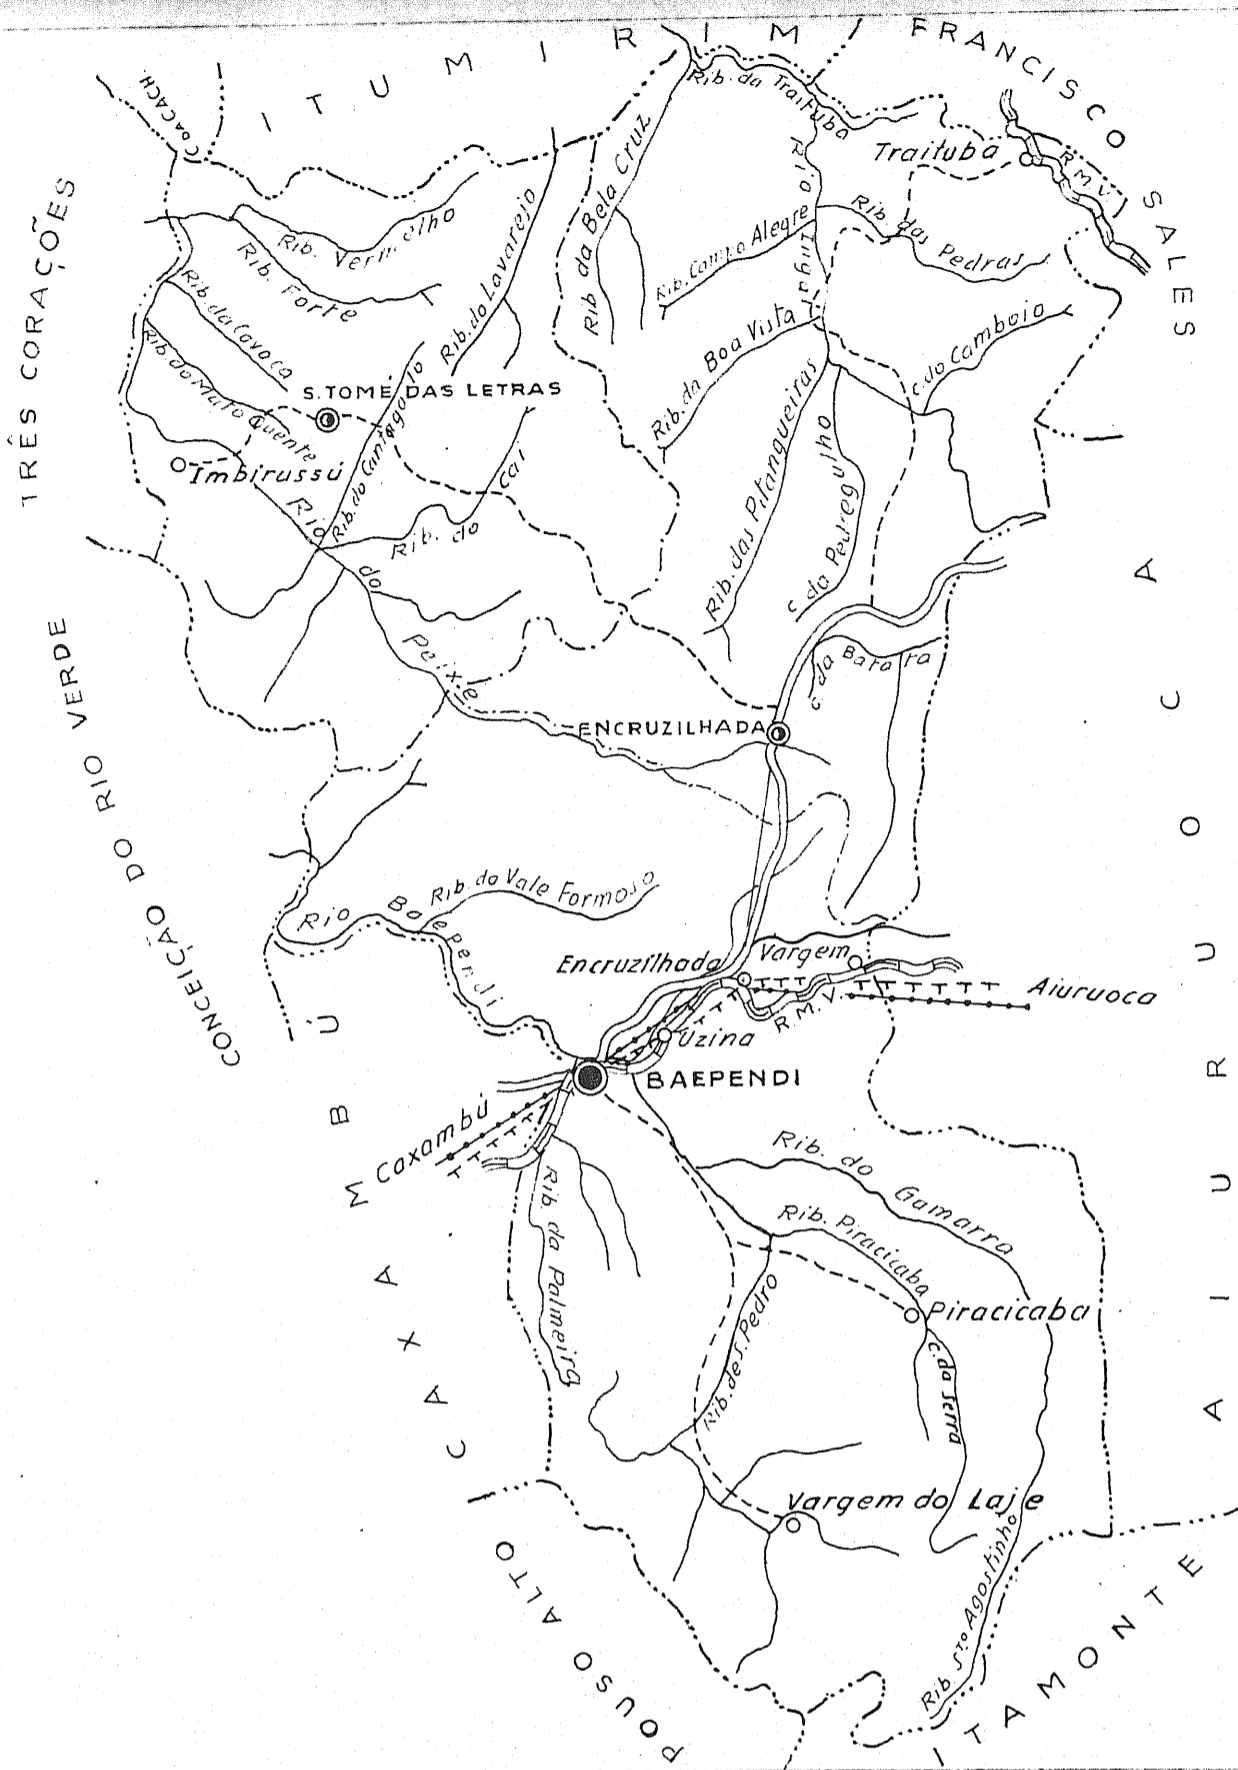 ITUMIRIM
FRANCISCO SALES
C. DA CACH.
TRÊS CORAÇÕES
Rib. da Traituba
Traituba
R.M.V.
Rio Ingaí
Rib. da Bela Cruz
Rib. do Lavarejo
Rib. Vermelho
Rib. Forte
Rib. Campo Alegre
Rib. das Pedras
Rib. da Cavoca
Rib. do Mato Quente
Rib. da Boa Vista
c. do Camboio
S. TOMÉ DAS LETRAS
Rib. do Cantagalo
Imbirussú
Rib. do Cai
Rio do Peixe
Rib. das Pitangueiras
c. do Pedregulho
c. da Batata
ENCRUZILHADA
CONCEIÇÃO DO RIO VERDE
AIURUOCA
Rib. do Vale Formoso
Rio Baependi
Encruzilhada
Vargem
R.M.V.
Aiuruoca
Uzina
BAEPENDI
Caxambú
CAXAMBÚ
Rib. da Palmeira
Rib. do Gamarra
Rib. Piracicaba
Piracicaba
Rib. de S. Pedro
c. da Serra
Vargem do Laje
Rib. Sto Agostinho
POUSO ALTO
ITAMONTE